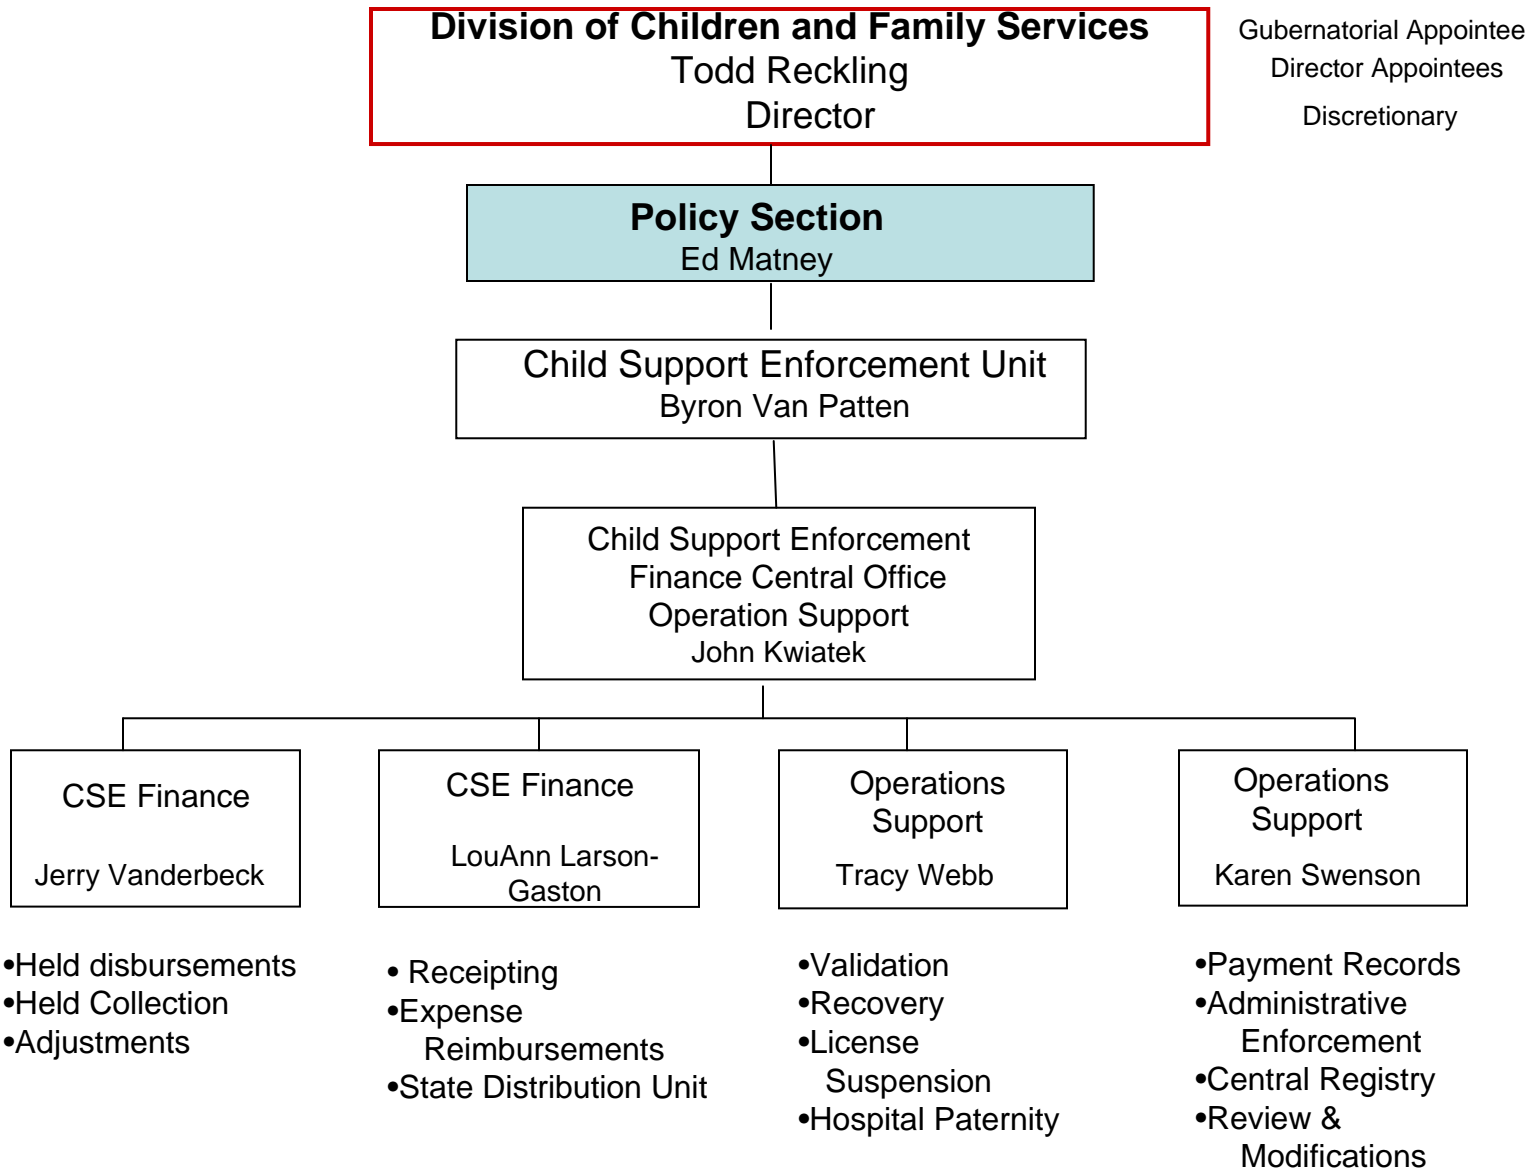 Division of Children and Family Services
Todd Reckling
Director
Gubernatorial Appointee
Director Appointees
Discretionary
Policy Section
Ed Matney
Child Support Enforcement Unit
Byron Van Patten
Child Support Enforcement
Finance Central Office
Operation Support
John Kwiatek
CSE Finance
Jerry Vanderbeck
•Held disbursements
•Held Collection
•Adjustments
CSE Finance
LouAnn Larson-
Gaston
• Receipting
•Expense
Reimbursements
•State Distribution Unit
Operations
Support
Tracy Webb
•Validation
•Recovery
•License
Suspension
•Hospital Paternity
Operations
Support
Karen Swenson
•Payment Records
•Administrative
Enforcement
•Central Registry
•Review &
Modifications